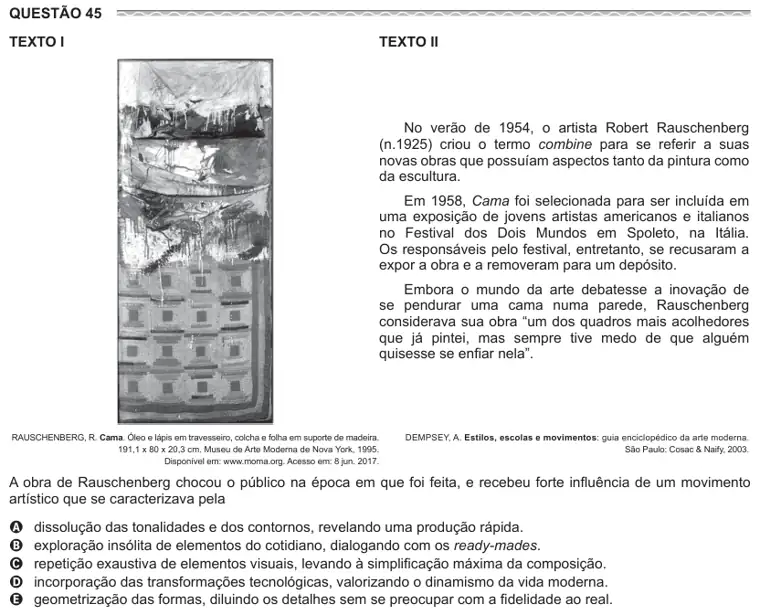 QUESTÃO 45
TEXTO I
RAUSCHENBERG, R. Cama. Óleo e lápis em travesseiro, colcha e folha em suporte de madeira.
191,1 x 80 x 20,3 cm. Museu de Arte Moderna de Nova York, 1995.
Disponível em: www.moma.org. Acesso em: 8 jun. 2017.
TEXTO II
No verão de 1954, o artista Robert Rauschenberg
(n.1925) criou o termo combine para se referir a suas
novas obras que possuíam aspectos tanto da pintura como
da escultura.
Em 1958, Cama foi selecionada para ser incluída em
uma exposição de jovens artistas americanos e italianos
no Festival dos Dois Mundos em Spoleto, na Itália.
Os responsáveis pelo festival, entretanto, se recusaram a
expor a obra e a removeram para um depósito.
Embora o mundo da arte debatesse a inovação de
se pendurar uma cama numa parede, Rauschenberg
considerava sua obra “um dos quadros mais acolhedores
que já pintei, mas sempre tive medo de que alguém
quisesse se enfiar nela”.
DEMPSEY, A. Estilos, escolas e movimentos: guia enciclopédico da arte moderna.
São Paulo: Cosac & Naify, 2003.
A obra de Rauschenberg chocou o público na época em que foi feita, e recebeu forte influência de um movimento
artístico que se caracterizava pela
A dissolução das tonalidades e dos contornos, revelando uma produção rápida.
B exploração insólita de elementos do cotidiano, dialogando com os ready-mades.
C repetição exaustiva de elementos visuais, levando à simplificação máxima da composição.
D incorporação das transformações tecnológicas, valorizando o dinamismo da vida moderna.
E geometrização das formas, diluindo os detalhes sem se preocupar com a fidelidade ao real.